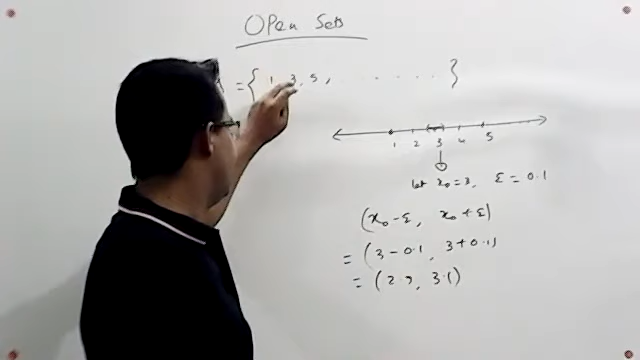 Open Sets
= { 1, 3, 5, . . . . . . . }
1 2 3 4 5
let x₀ = 3, ε = 0.1
(x₀ - ε, x₀ + ε)
= (3 - 0.1, 3 + 0.1)
= (2.9, 3.1)